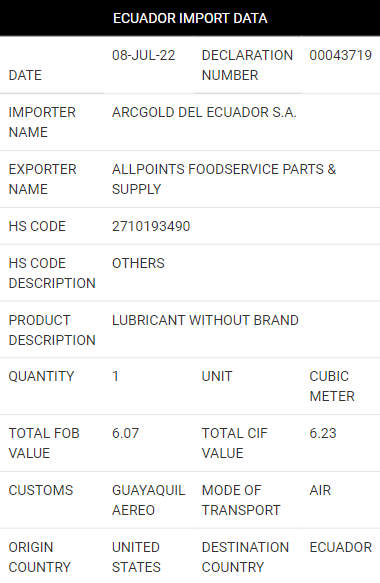 ECUADOR IMPORT DATA
DATE 08-JUL-22 DECLARATION NUMBER 00043719
IMPORTER NAME ARCGOLD DEL ECUADOR S.A.
EXPORTER NAME ALLPOINTS FOODSERVICE PARTS & SUPPLY
HS CODE 2710193490
HS CODE DESCRIPTION OTHERS
PRODUCT DESCRIPTION LUBRICANT WITHOUT BRAND
QUANTITY 1 UNIT CUBIC METER
TOTAL FOB VALUE 6.07 TOTAL CIF VALUE 6.23
CUSTOMS GUAYAQUIL AEREO MODE OF TRANSPORT AIR
ORIGIN COUNTRY UNITED STATES DESTINATION COUNTRY ECUADOR